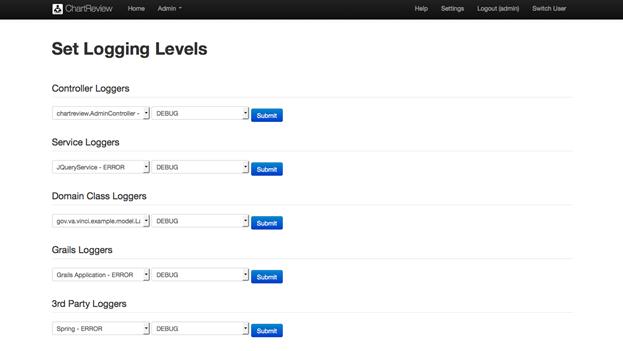 ChartReview Home Admin Help Settings Logout (admin) Switch User
Set Logging Levels
Controller Loggers
chartreview.AdminController - DEBUG Submit
Service Loggers
JQueryService - ERROR DEBUG Submit
Domain Class Loggers
gov.va.vinci.example.model.La DEBUG Submit
Grails Loggers
Grails Application - ERROR DEBUG Submit
3rd Party Loggers
Spring - ERROR DEBUG Submit